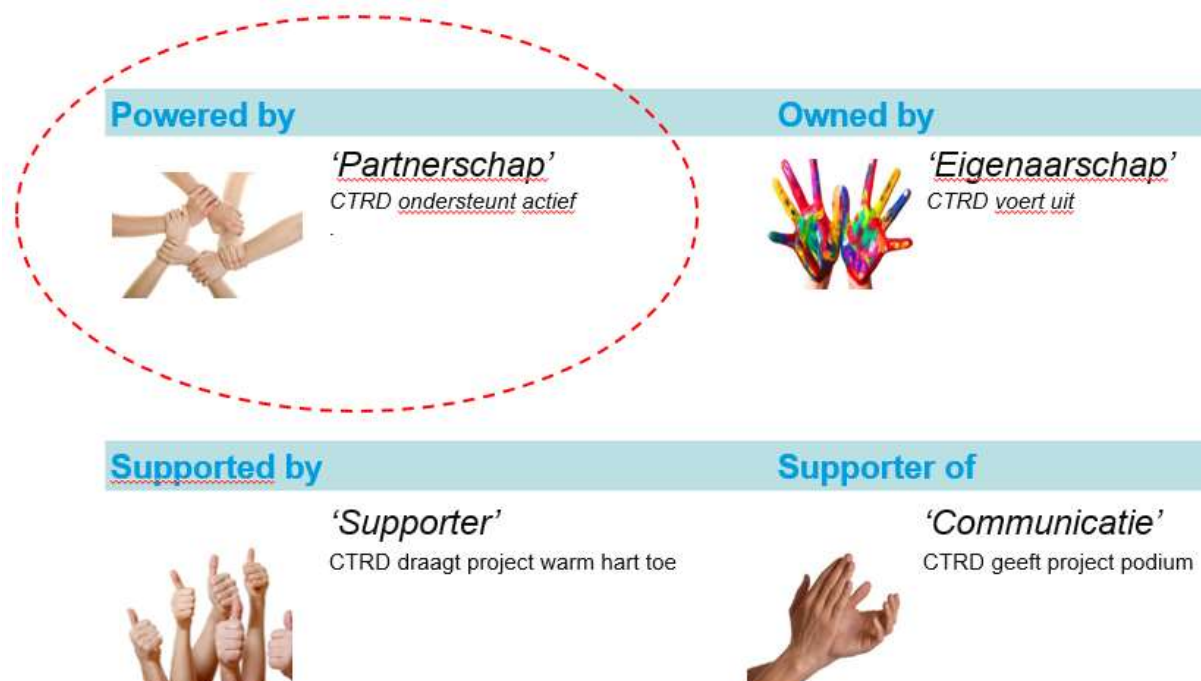 Powered by
Owned by
‘Partnerschap’
CTRD ondersteunt actief
.
‘Eigenaarschap’
CTRD voert uit
Supported by
Supporter of
‘Supporter’
CTRD draagt project warm hart toe
‘Communicatie’
CTRD geeft project podium